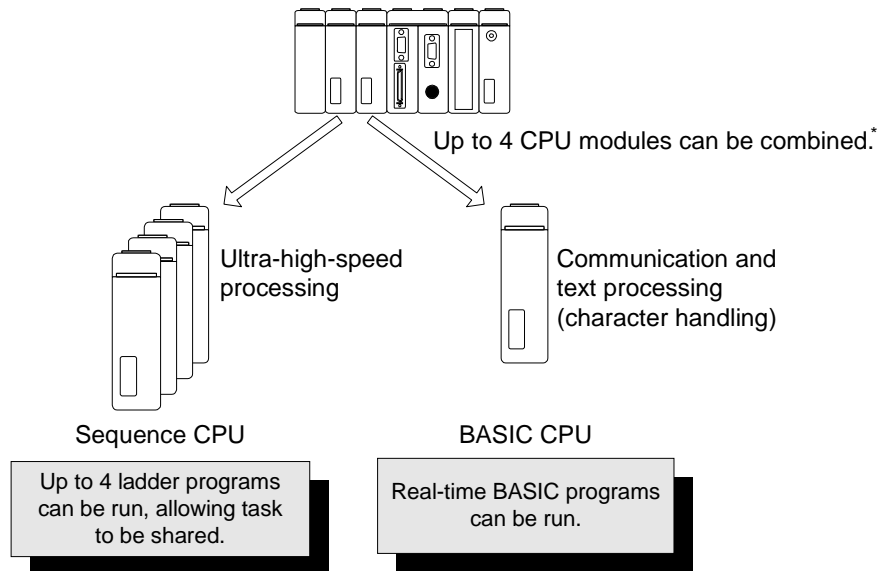 Up to 4 CPU modules can be combined.*
Ultra-high-speed
processing
Communication and
text processing
(character handling)
Sequence CPU
BASIC CPU
Up to 4 ladder programs
can be run, allowing task
to be shared.
Real-time BASIC programs
can be run.